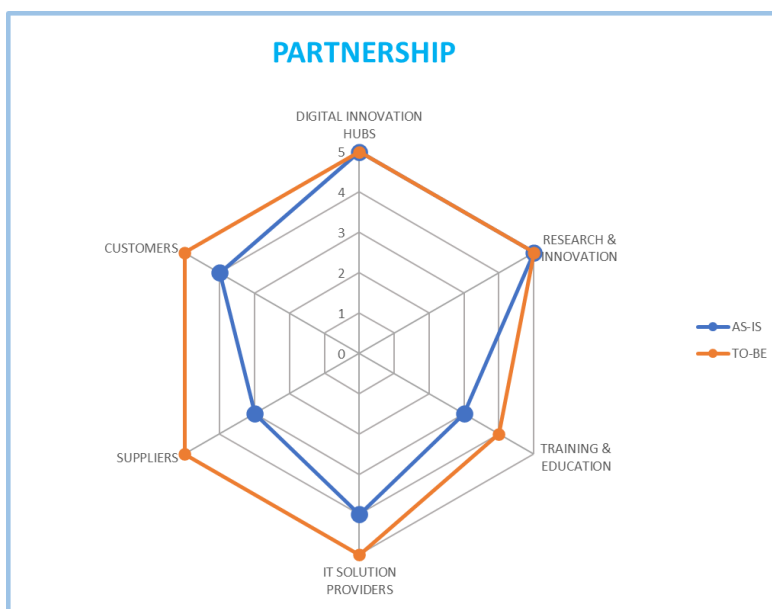 PARTNERSHIP
DIGITAL INNOVATION
HUBS
5
4
3
2
1
0
RESEARCH &
INNOVATION
TRAINING &
EDUCATION
IT SOLUTION
PROVIDERS
SUPPLIERS
CUSTOMERS
AS-IS
TO-BE